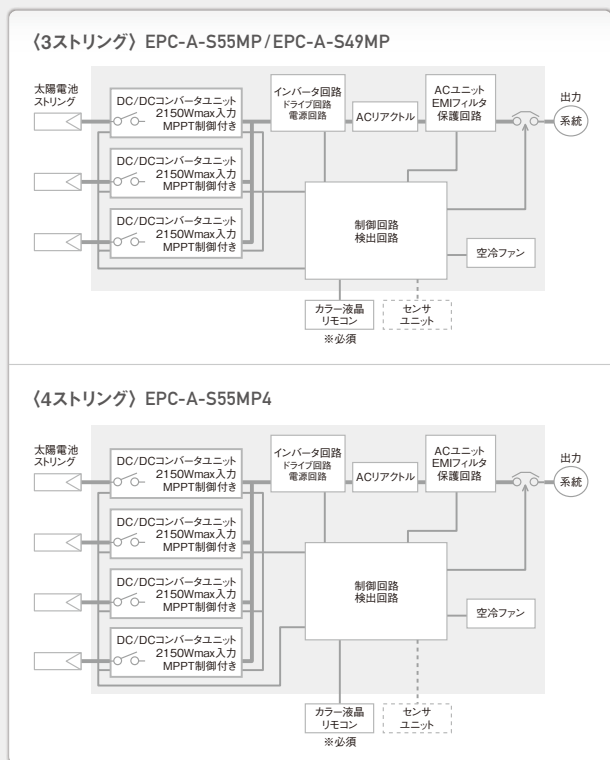 〈3ストリング〉 EPC-A-S55MP/EPC-A-S49MP
太陽電池
ストリング
DC/DCコンバータユニット
2150Wmax入力
MPPT制御付き
インバータ回路
ドライブ回路
電源回路
ACリアクトル
ACユニット
EMIフィルタ
保護回路
出力
系統
DC/DCコンバータユニット
2150Wmax入力
MPPT制御付き
DC/DCコンバータユニット
2150Wmax入力
MPPT制御付き
制御回路
検出回路
空冷ファン
カラー液晶
リモコン
※必須
センサ
ユニット
〈4ストリング〉 EPC-A-S55MP4
太陽電池
ストリング
DC/DCコンバータユニット
2150Wmax入力
MPPT制御付き
インバータ回路
ドライブ回路
電源回路
ACリアクトル
ACユニット
EMIフィルタ
保護回路
出力
系統
DC/DCコンバータユニット
2150Wmax入力
MPPT制御付き
DC/DCコンバータユニット
2150Wmax入力
MPPT制御付き
DC/DCコンバータユニット
2150Wmax入力
MPPT制御付き
制御回路
検出回路
空冷ファン
カラー液晶
リモコン
※必須
センサ
ユニット